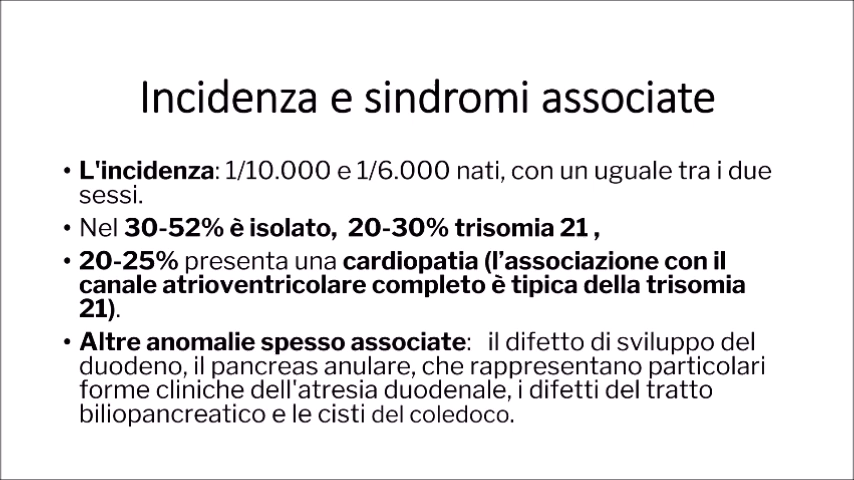 Incidenza e sindromi associate
• L'incidenza: 1/10.000 e 1/6.000 nati, con un uguale tra i due
sessi.
• Nel 30-52% è isolato, 20-30% trisomia 21 ,
• 20-25% presenta una cardiopatia (l’associazione con il
canale atrioventricolare completo è tipica della trisomia
21).
• Altre anomalie spesso associate: il difetto di sviluppo del
duodeno, il pancreas anulare, che rappresentano particolari
forme cliniche dell'atresia duodenale, i difetti del tratto
biliopancreatico e le cisti del coledoco.